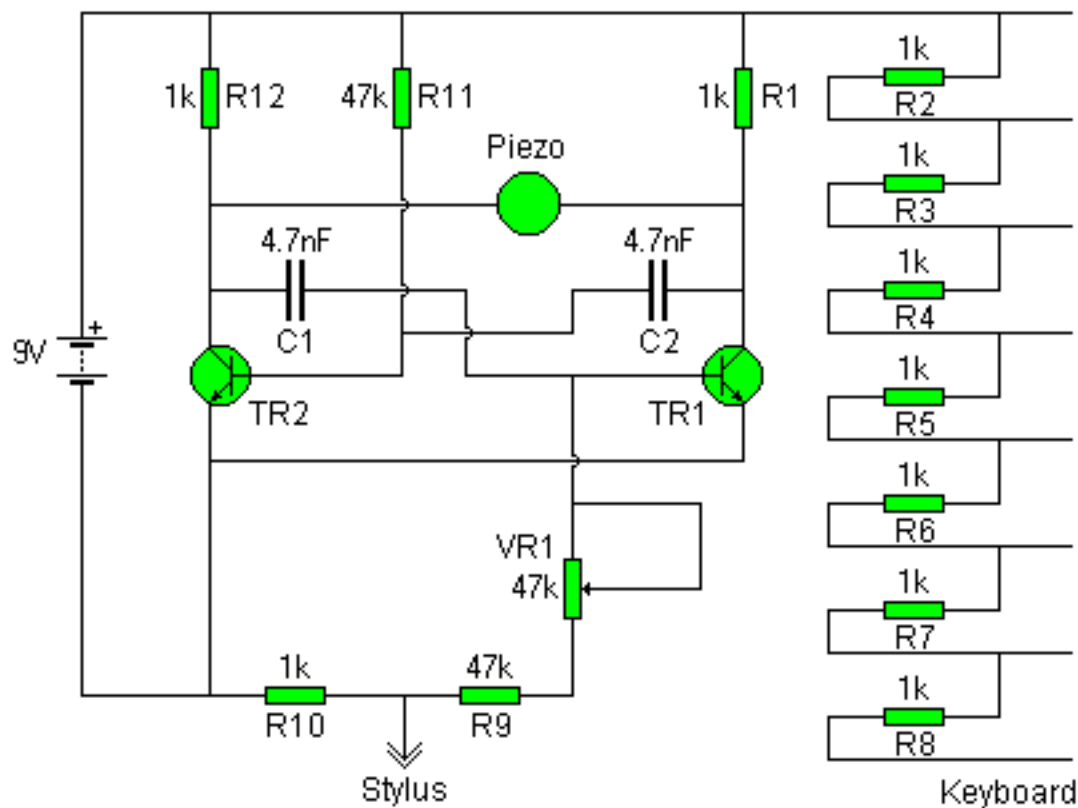 1k R12
47k R11
1k R1
Piezo
4.7nF
C1
4.7nF
C2
9V
+
TR2
TR1
VR1
47k
1k
R10
47k
R9
Stylus
1k
R2
1k
R3
1k
R4
1k
R5
1k
R6
1k
R7
1k
R8
Keyboard